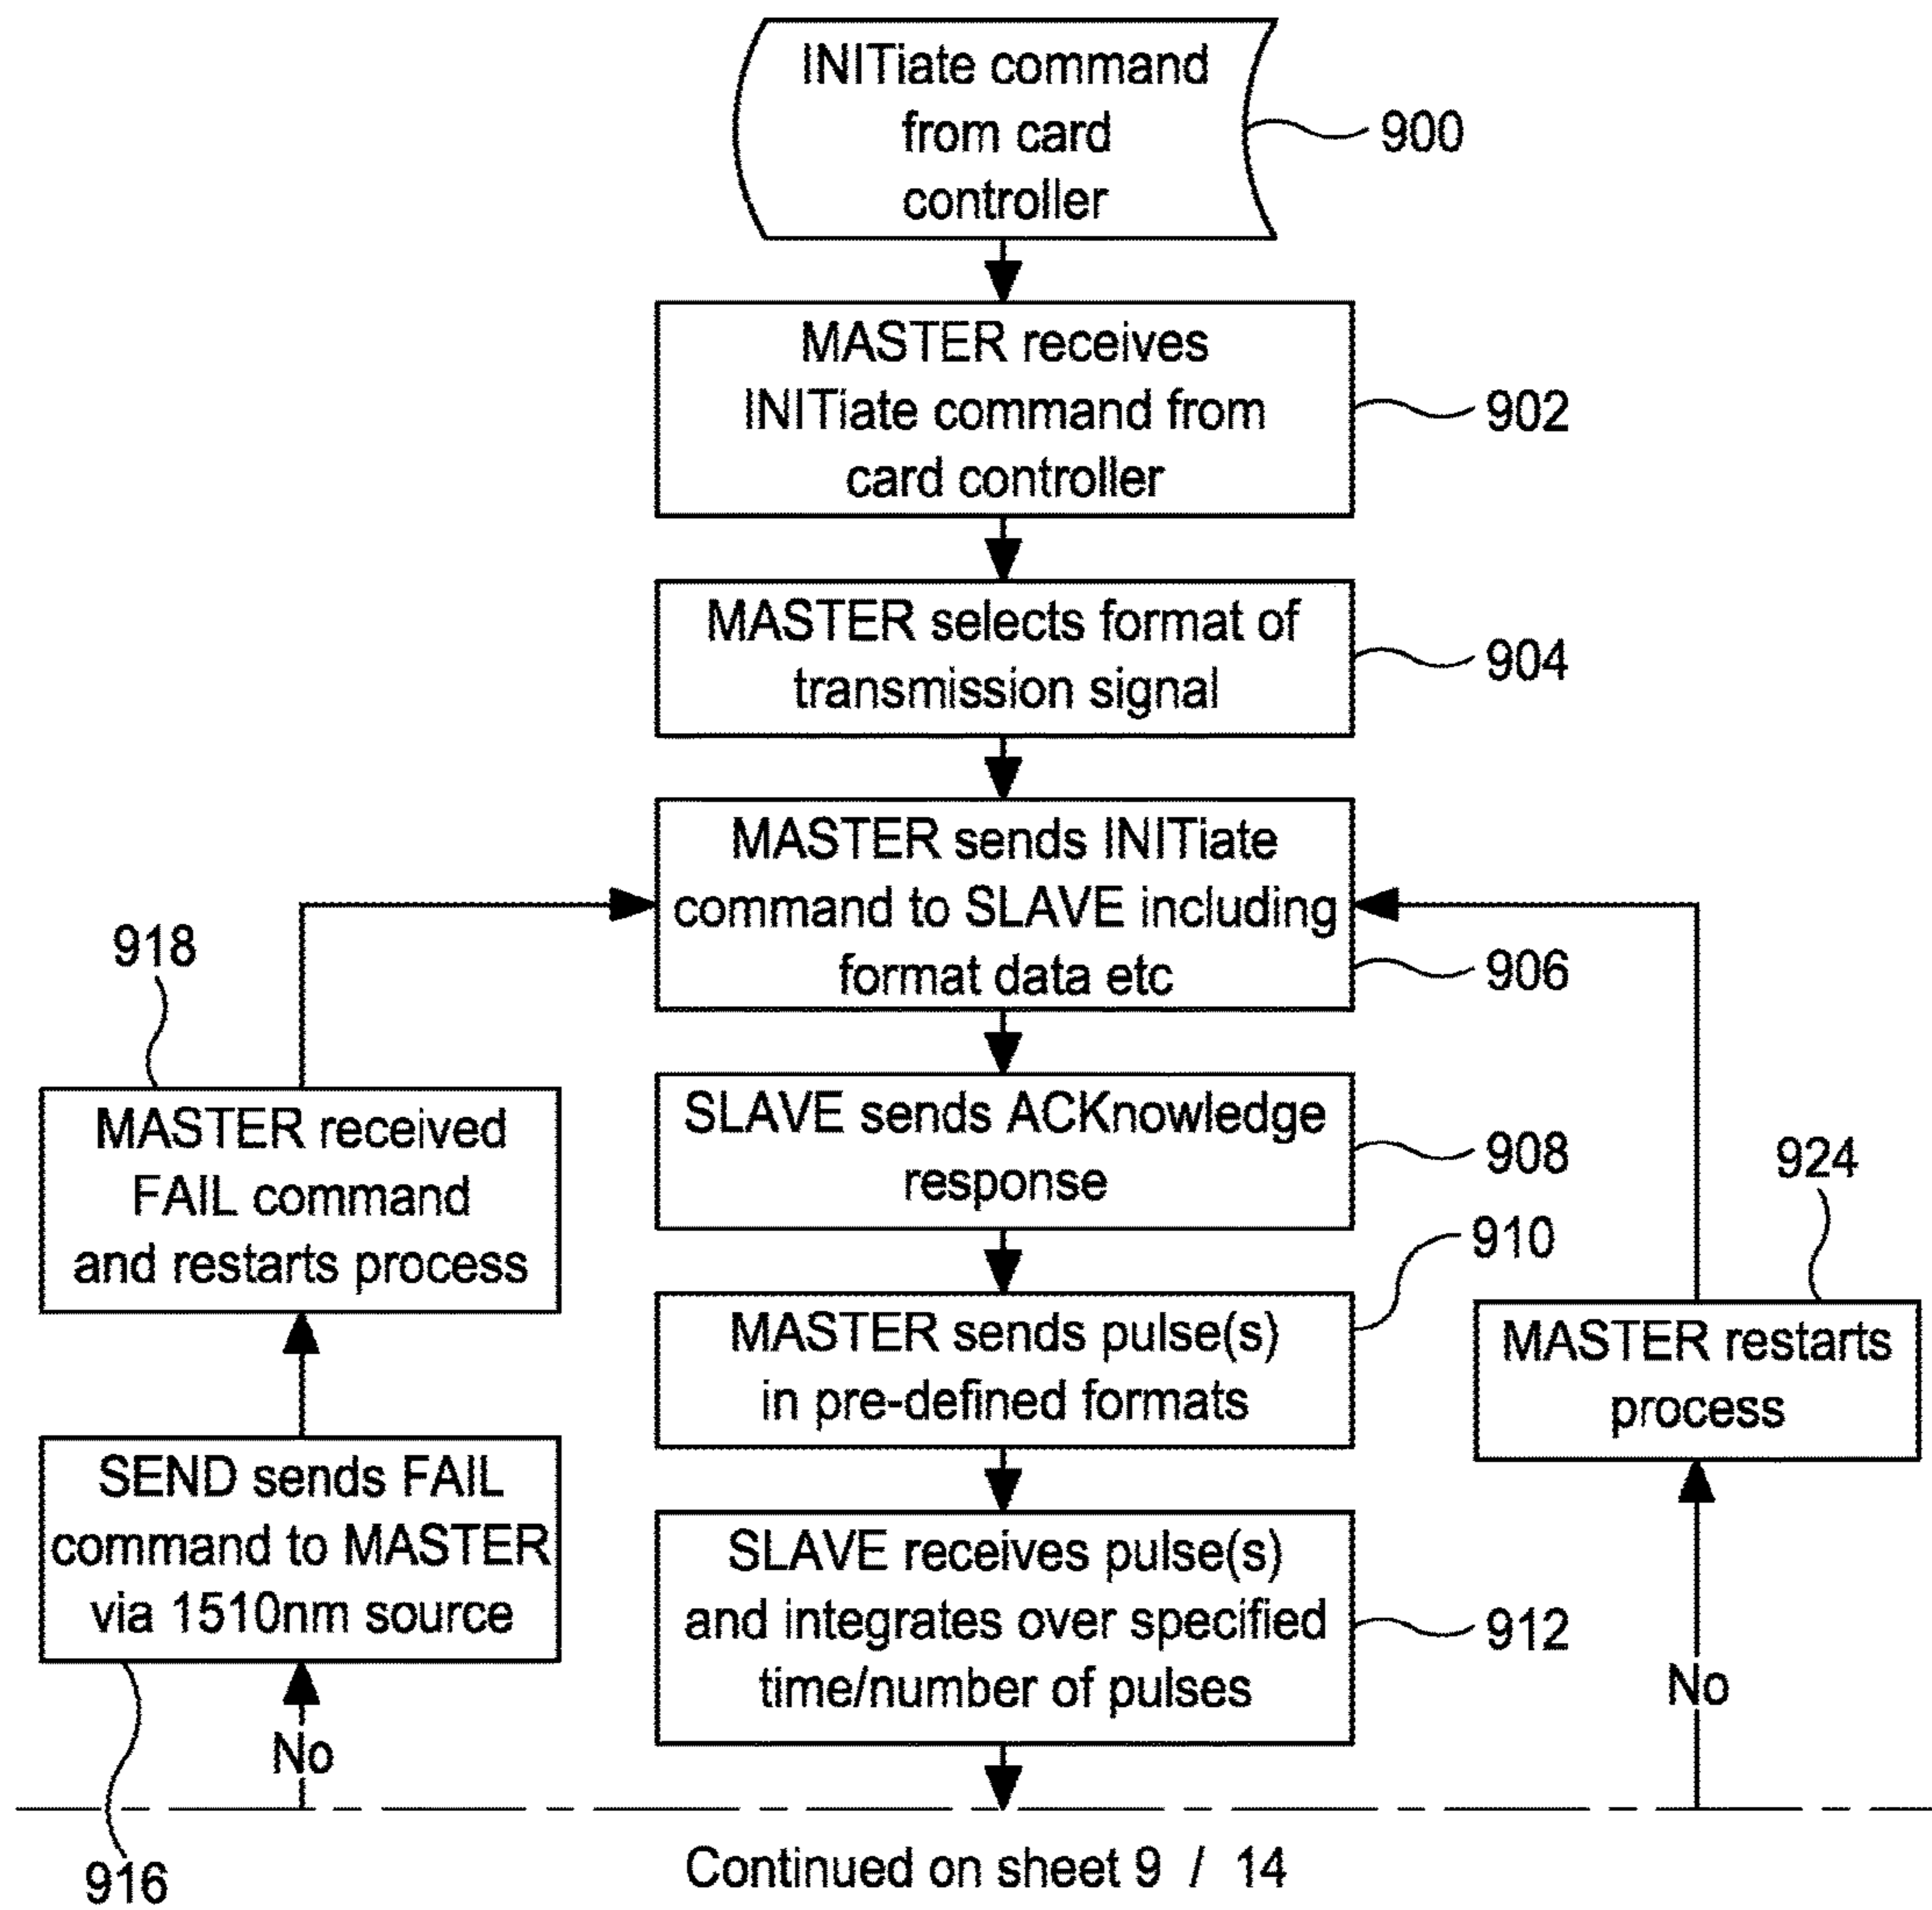 INITiate command
from card
controller
900
MASTER receives
INITiate command from
card controller
902
MASTER selects format of
transmission signal
904
MASTER sends INITiate
command to SLAVE including
format data etc
906
918
MASTER received
FAIL command
and restarts process
SLAVE sends ACKnowledge
response
908
924
910
MASTER sends pulse(s)
in pre-defined formats
MASTER restarts
process
SEND sends FAIL
command to MASTER
via 1510nm source
SLAVE receives pulse(s)
and integrates over specified
time/number of pulses
912
No
No
916
Continued on sheet 9 / 14